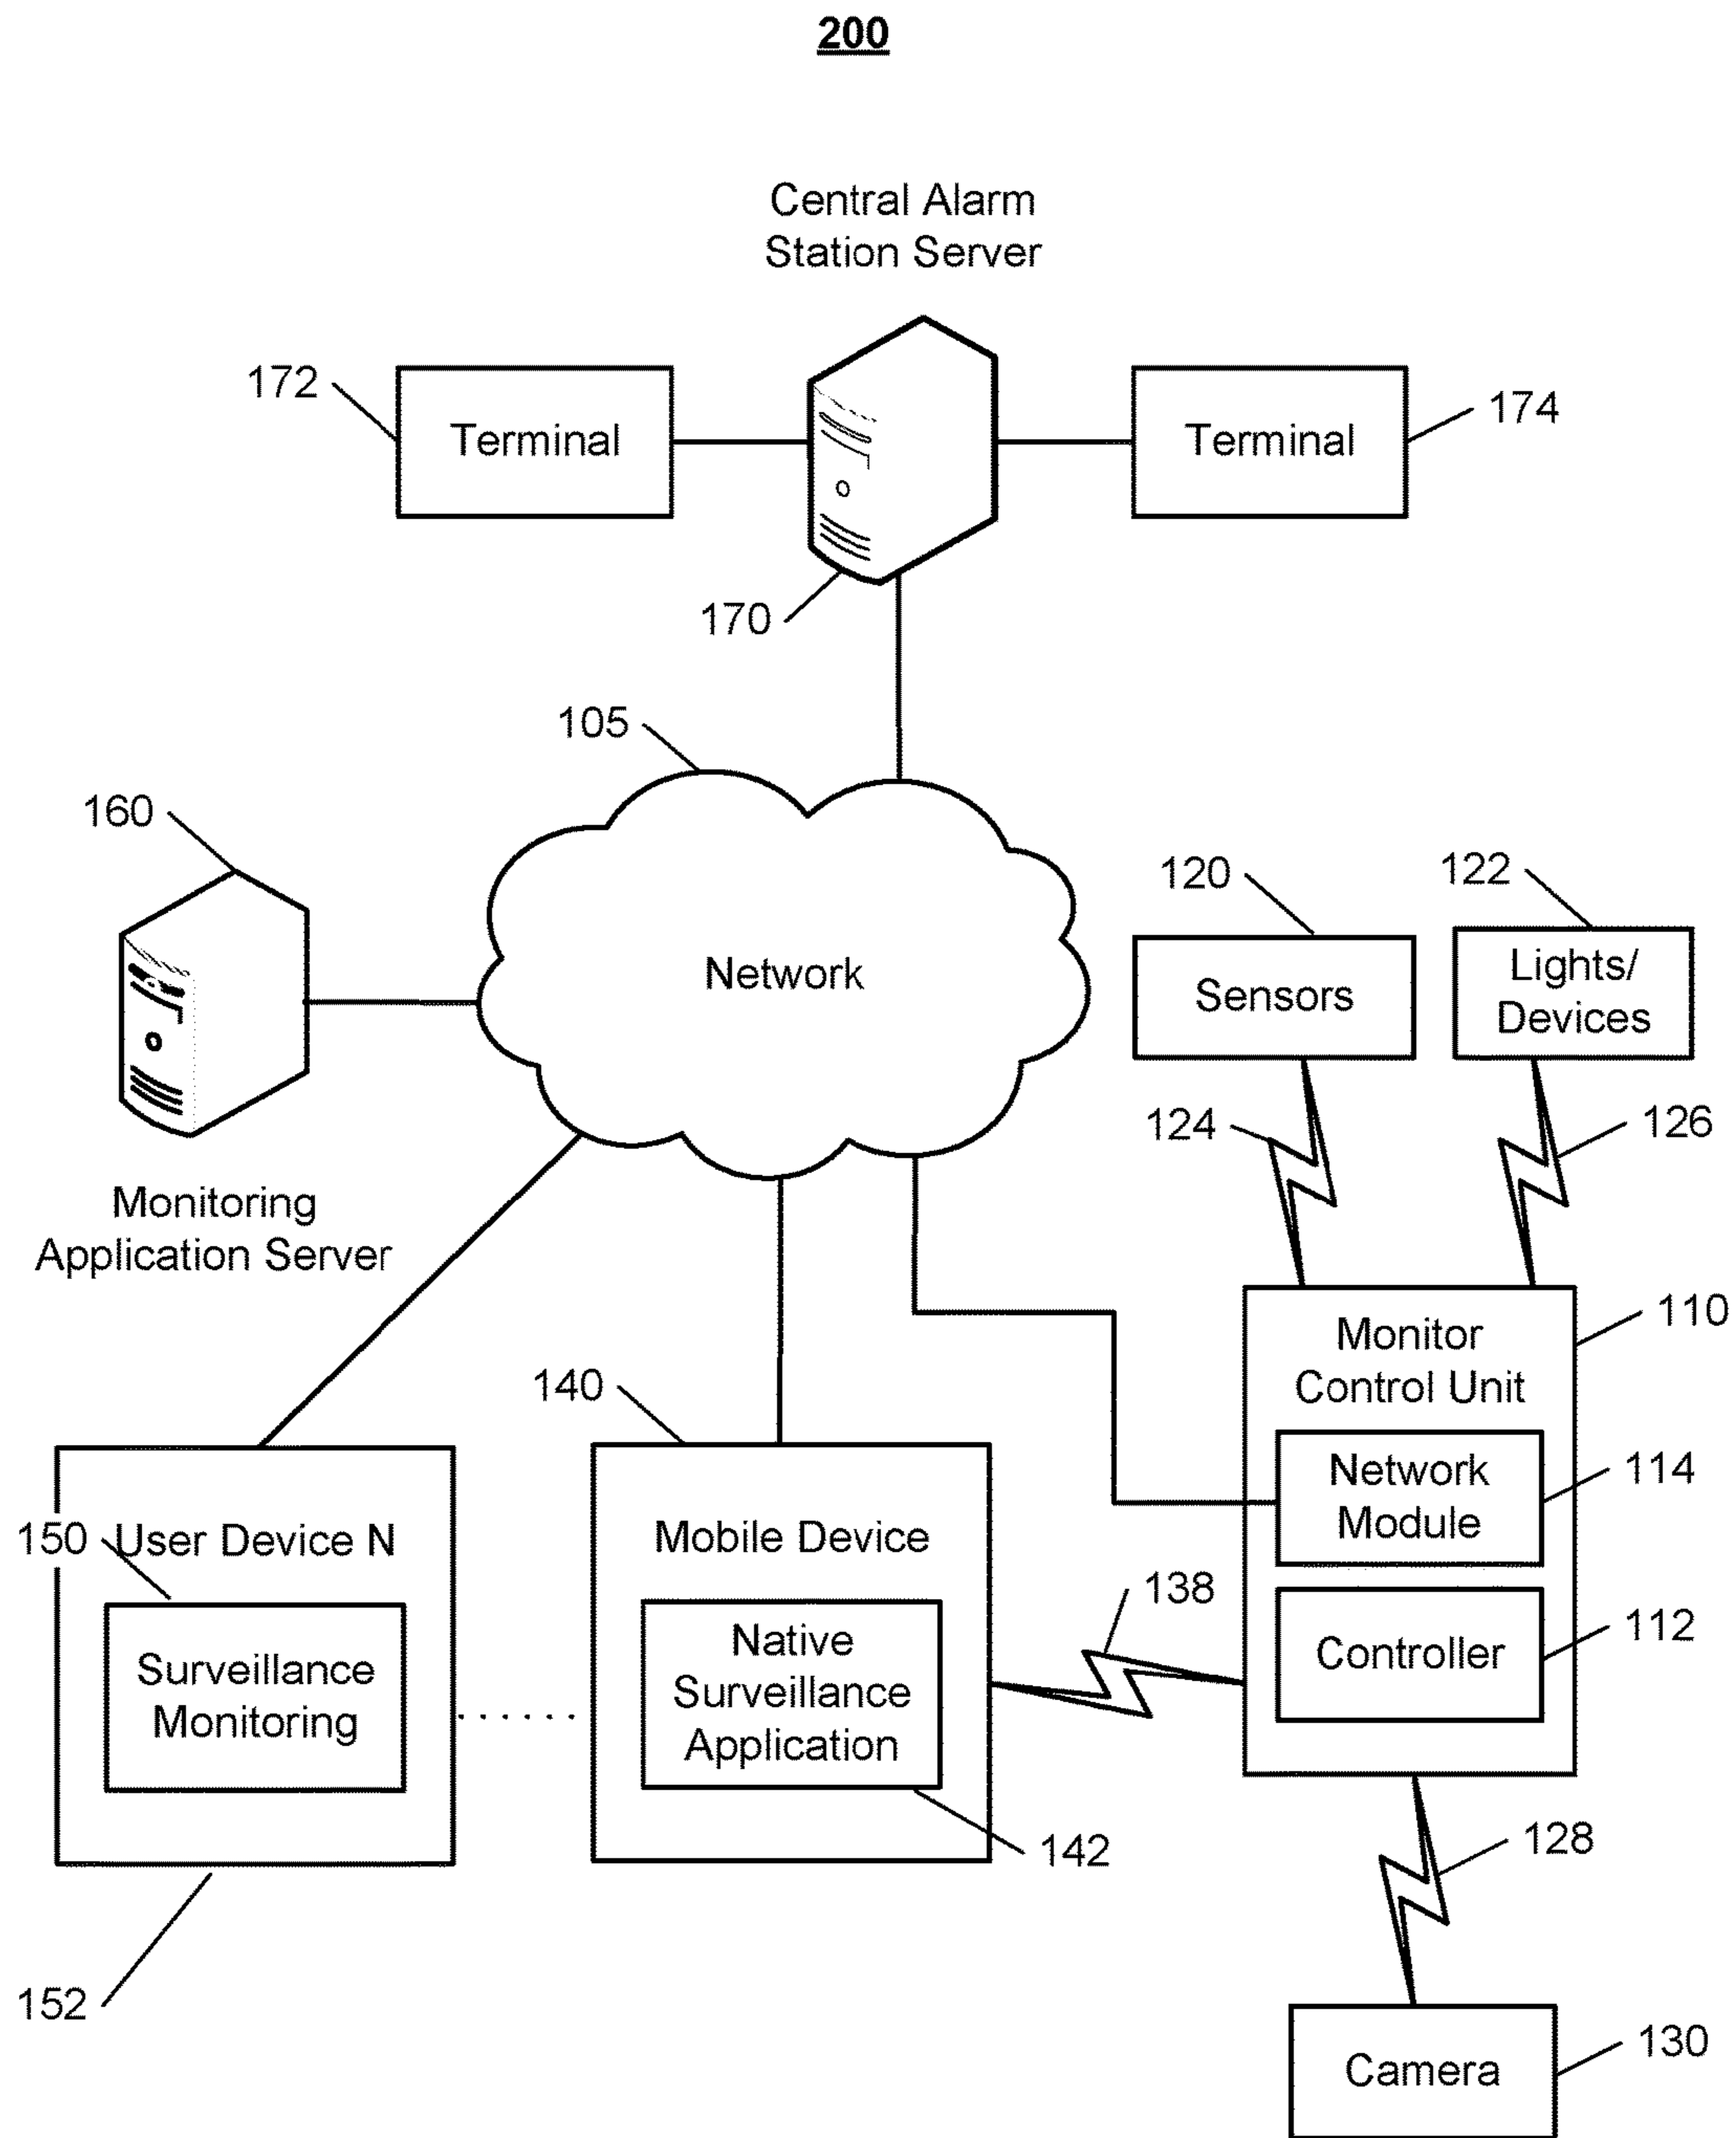 200
Central Alarm
Station Server
172
Terminal
Terminal
174
170
105
160
Network
120
122
Sensors
Lights/
Devices
124
126
Monitoring
Application Server
110
Monitor
Control Unit
140
Network
Module
114
150
User Device N
Mobile Device
138
Controller
112
Surveillance
Monitoring
Native
Surveillance
Application
142
128
152
Camera
130